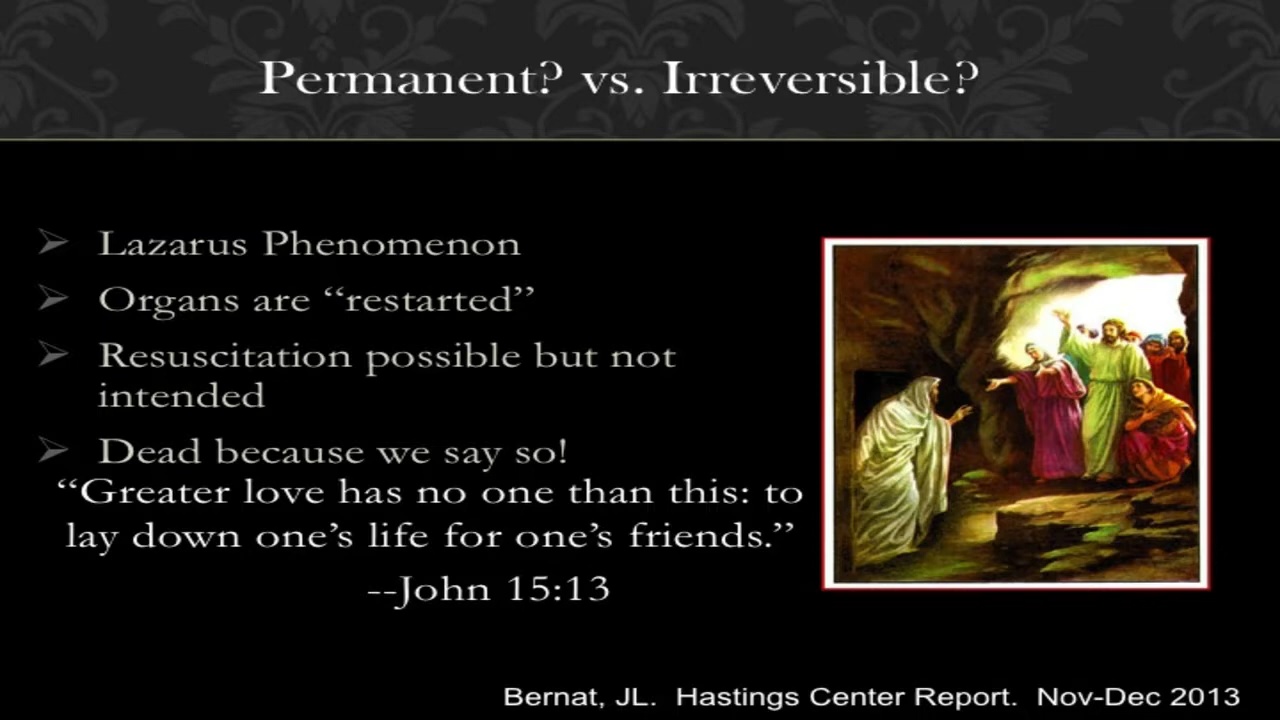 Permanent? vs. Irreversible?
➢ Lazarus Phenomenon
➢ Organs are “restarted”
➢ Resuscitation possible but not
intended
➢ Dead because we say so!
“Greater love has no one than this: to
lay down one’s life for one’s friends.”
--John 15:13
Bernat, JL. Hastings Center Report. Nov-Dec 2013